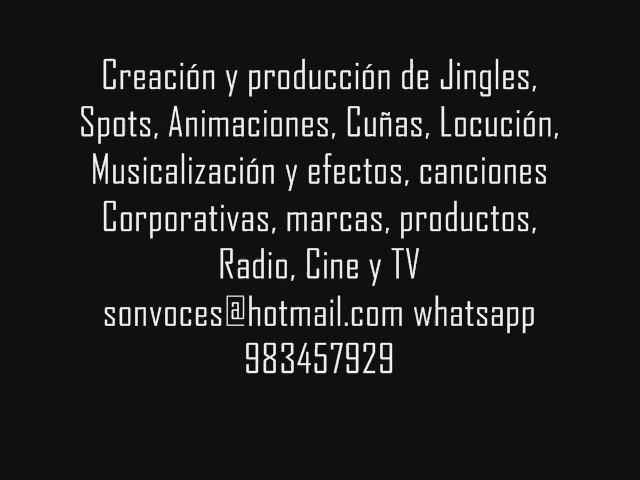 Creación y producción de Jingles,
Spots, Animaciones, Cuñas, Locución,
Musicalización y efectos, canciones
Corporativas, marcas, productos,
Radio, Cine y TV
sonvoces@hotmail.com whatsapp
983457929